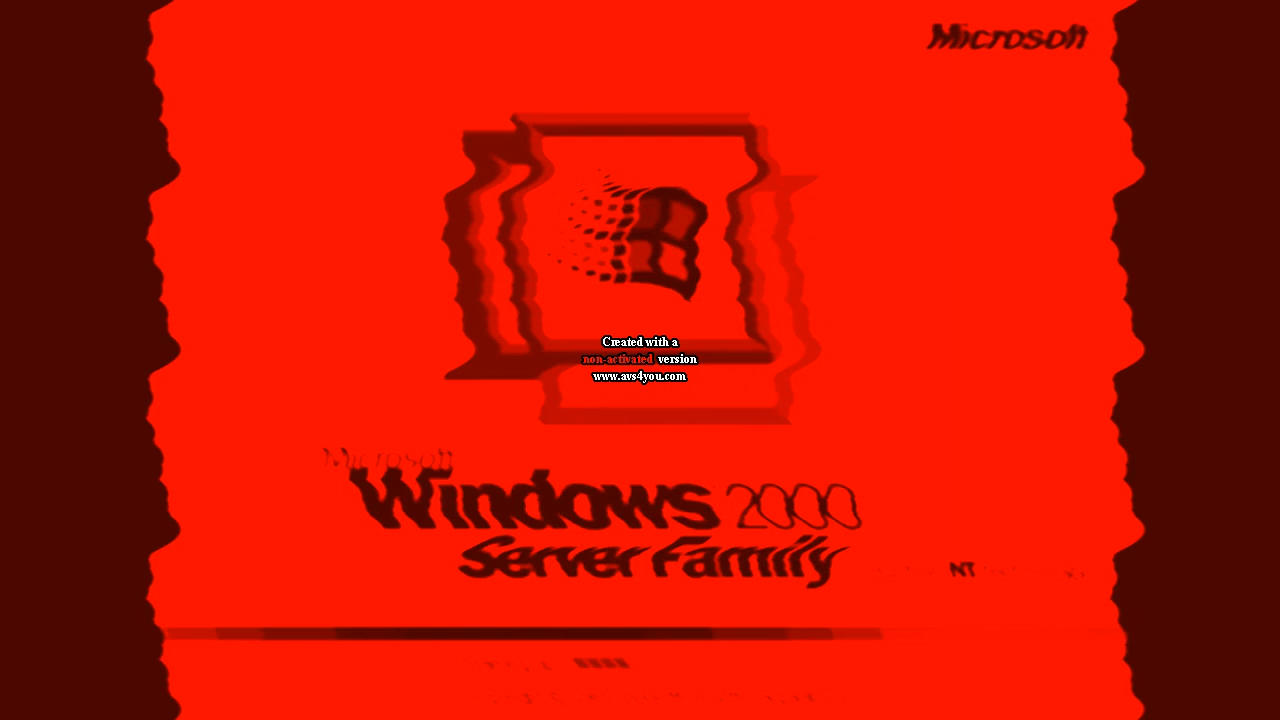 Microsoft
Created with a
non-activated version
www.avs4you.com
Microsoft
Windows 2000
Server Family
NT